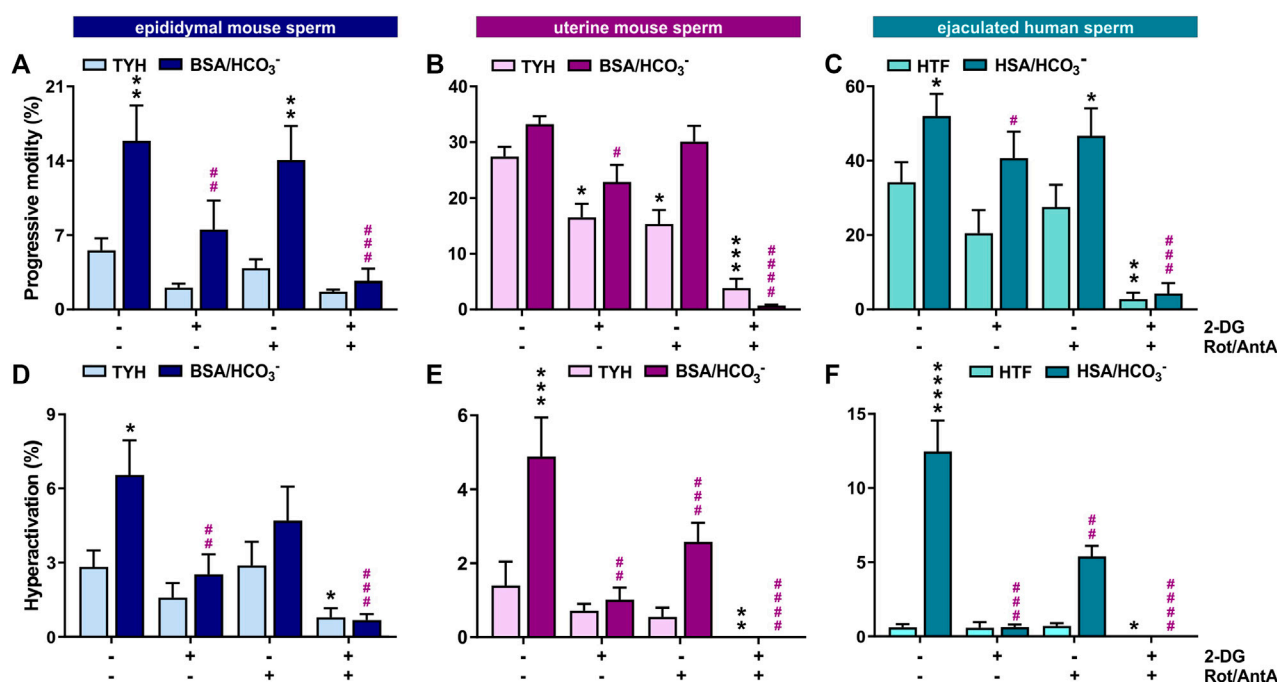 epididymal mouse sperm
uterine mouse sperm
ejaculated human sperm
A
TYH BSA/HCO₃⁻
Progressive motilty (%)
21
14
7
0
**
##
**
###
- + - +
- - + +
B
TYH BSA/HCO₃⁻
40
30
20
10
0
*
#
*
***
####
- + - +
- - + +
C
HTF HSA/HCO₃⁻
60
40
20
0
*
#
*
**
###
- + - + 2-DG
- - + + Rot/AntA
D
TYH BSA/HCO₃⁻
Hyperactivation (%)
9
6
3
0
*
##
*
###
- + - +
- - + +
E
TYH BSA/HCO₃⁻
6
4
2
0
***
##
###
**
####
- + - +
- - + +
F
HTF HSA/HCO₃⁻
15
10
5
0
****
###
##
*
####
- + - + 2-DG
- - + + Rot/AntA